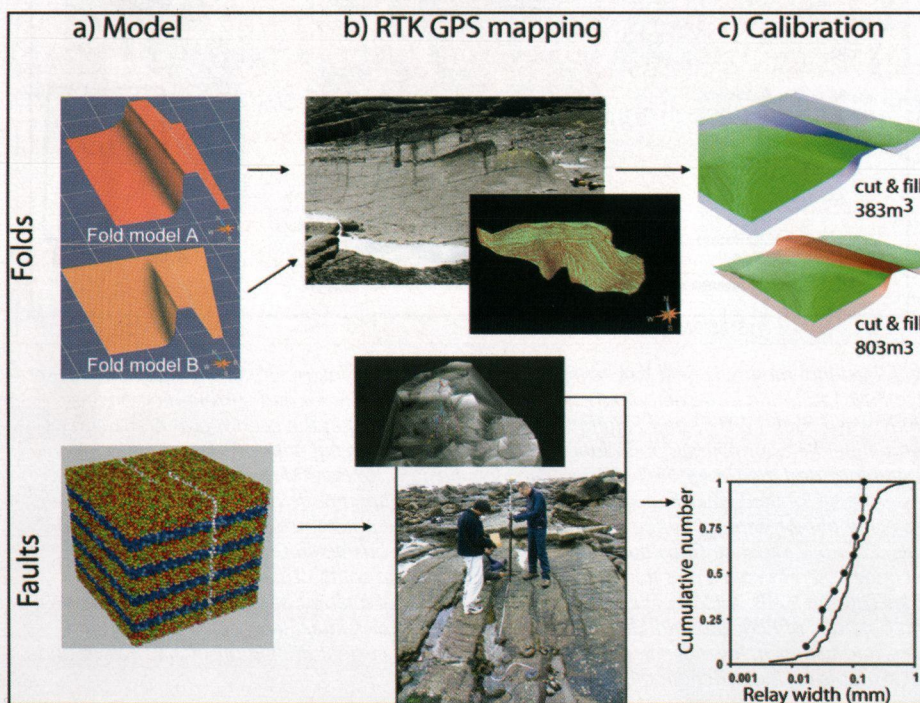 a) Model
b) RTK GPS mapping
c) Calibration
Folds
Fold model A
Fold model B
cut & fill
383m³
cut & fill
803m3
Faults
Cumulative number
1
0.75
0.5
0.25
0
0.001
0.01
0.1
1
Relay width (mm)